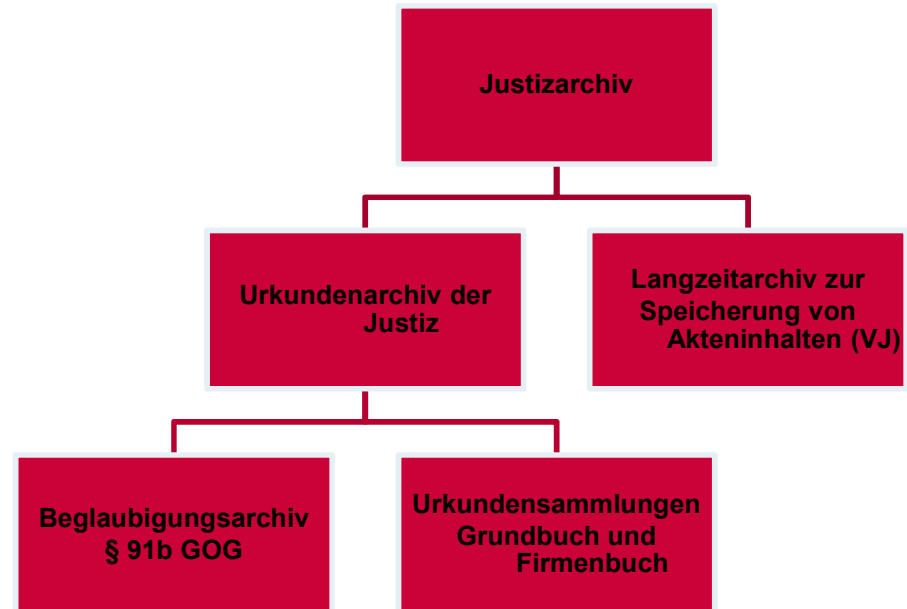 Justizarchiv
Urkundenarchiv der
Justiz
Langzeitarchiv zur
Speicherung von
Akteninhalten (VJ)
Beglaubigungsarchiv
§ 91b GOG
Urkundensammlungen
Grundbuch und
Firmenbuch